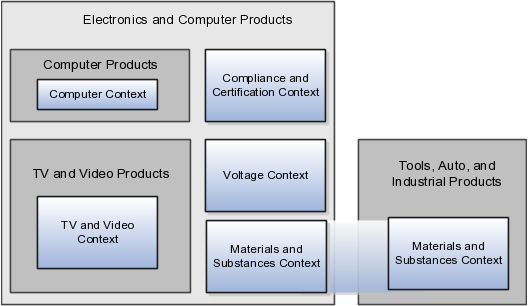 Electronics and Computer Products
Computer Products
Computer Context
Compliance and
Certification Context
TV and Video Products
TV and Video
Context
Voltage Context
Materials and
Substances Context
Tools, Auto, and
Industrial Products
Materials and
Substances Context